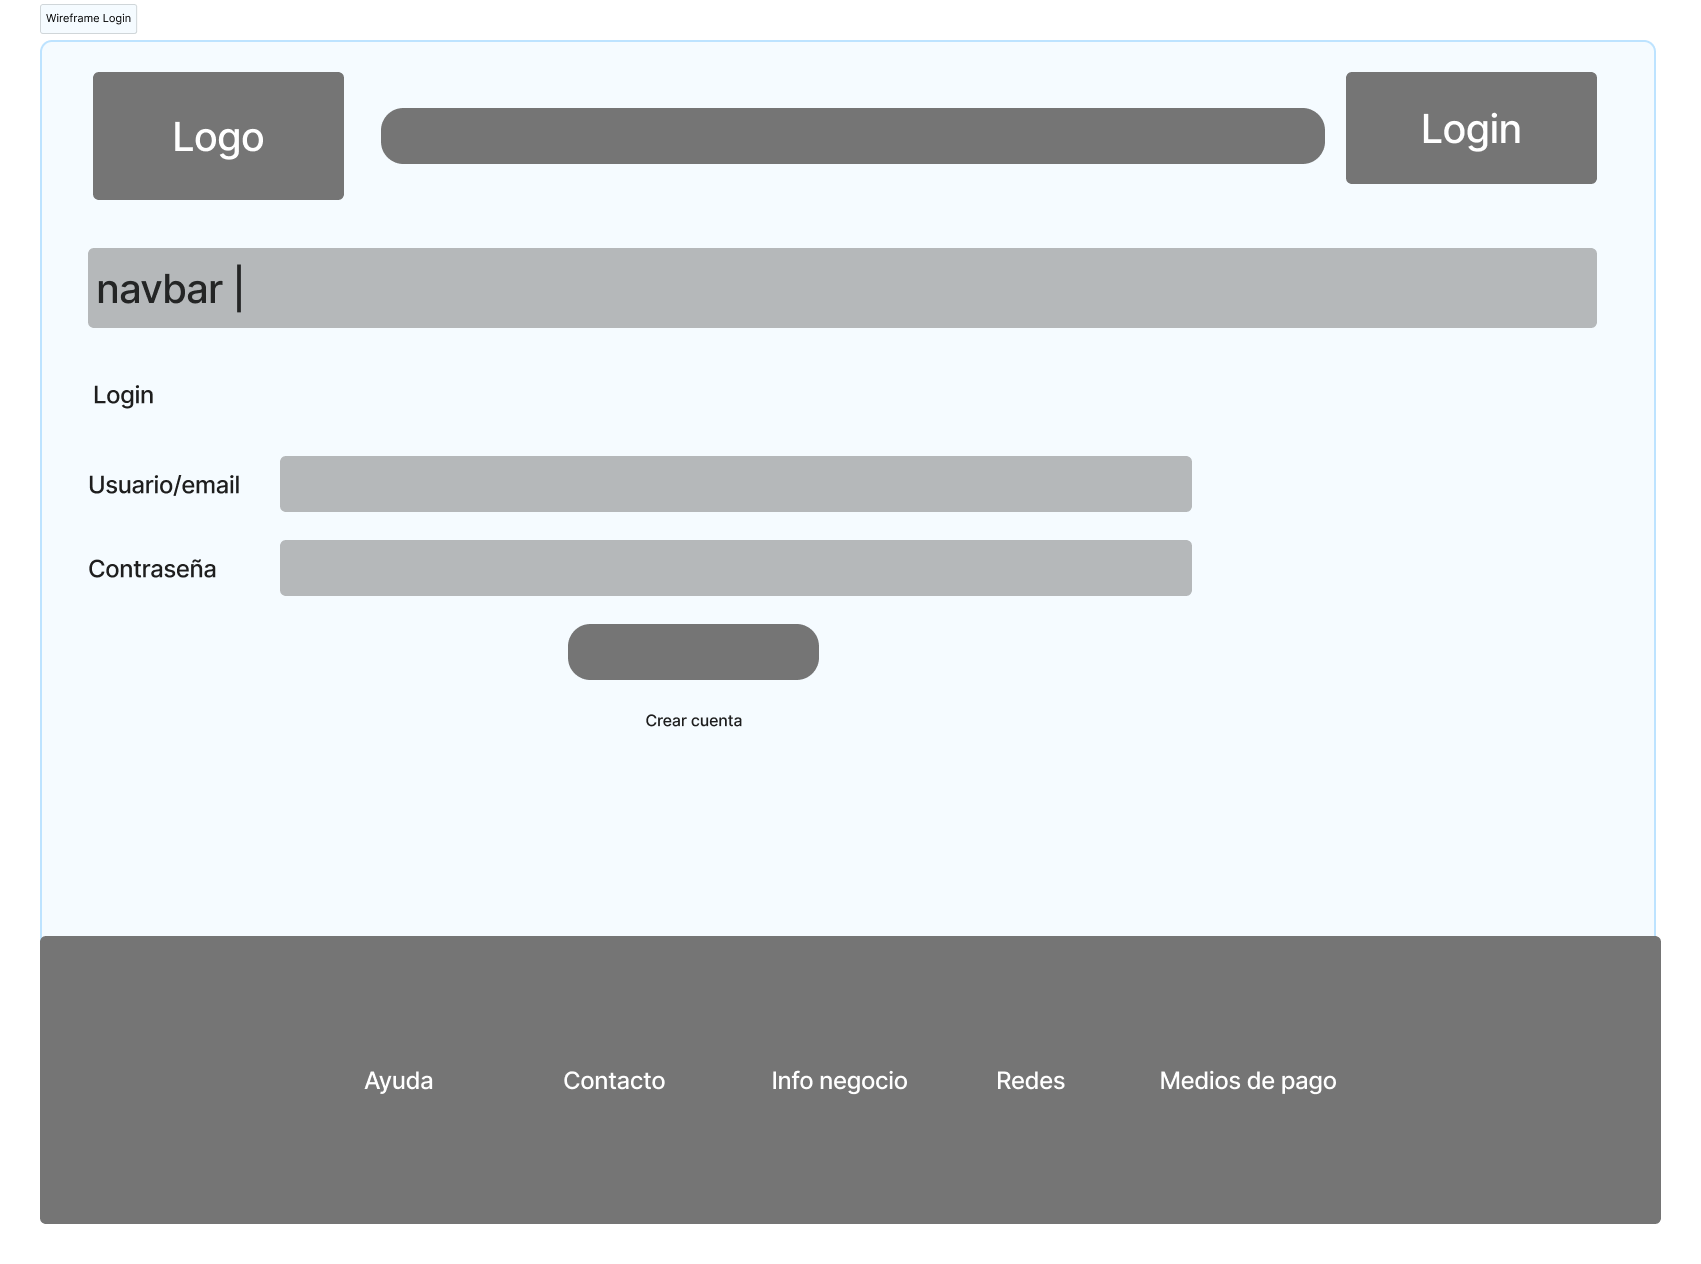 Wireframe Login
Logo
Login
navbar |
Login
Usuario/email
Contraseña
Crear cuenta
Ayuda
Contacto
Info negocio
Redes
Medios de pago